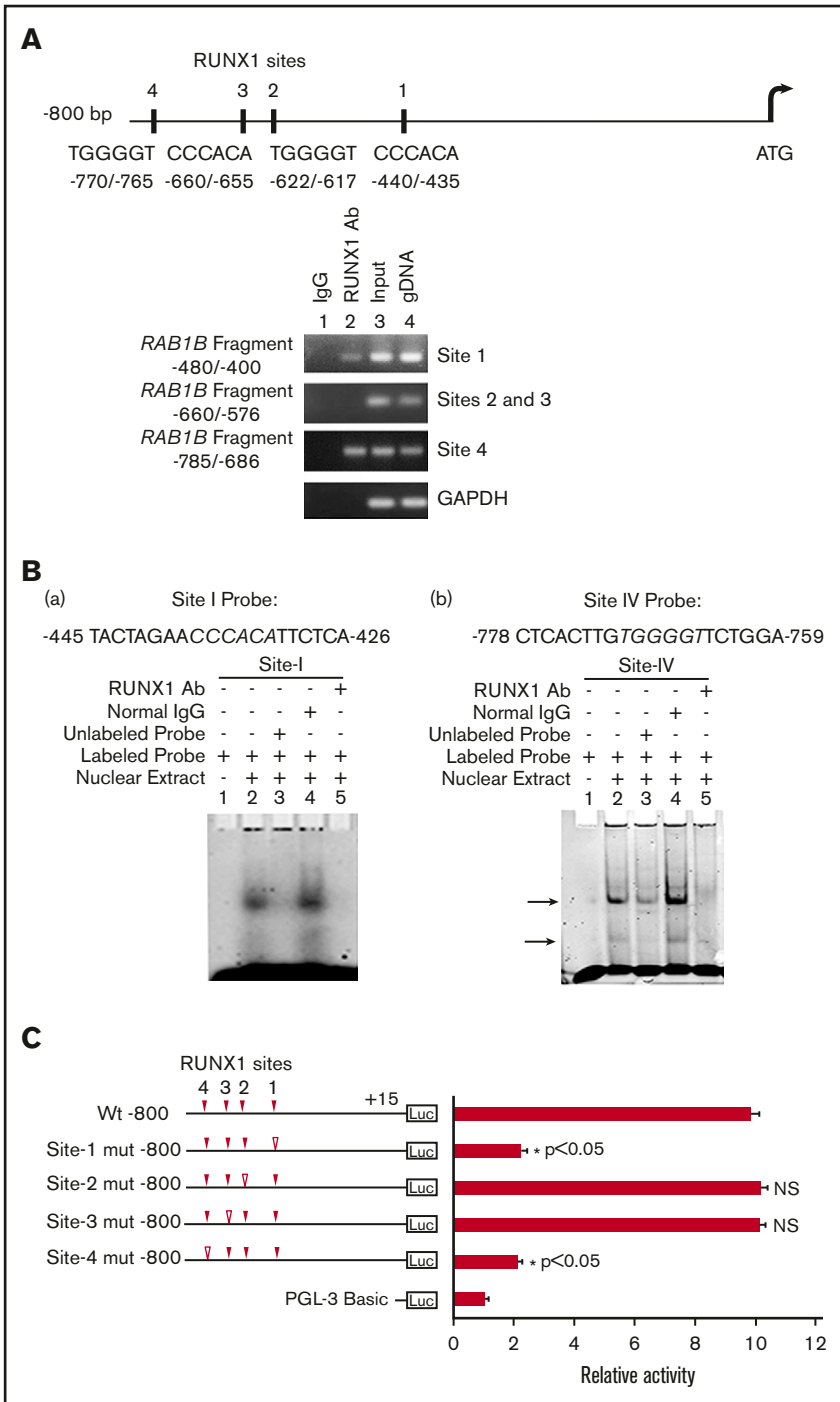 A
RUNX1 sites
4 3 2 1
-800 bp
TGGGGT CCCACA TGGGGT CCCACA ATG
-770/-765 -660/-655 -622/-617 -440/-435
IgG RUNX1 Ab Input gDNA
1 2 3 4
RAB1B Fragment
-480/-400
Site 1
RAB1B Fragment
-660/-576
Sites 2 and 3
RAB1B Fragment
-785/-686
Site 4
GAPDH
B
(a) Site I Probe:
-445 TACTAGAACCCACATTCTCA-426
Site-I
RUNX1 Ab - - - - +
Normal IgG - - - + -
Unlabeled Probe - - + - -
Labeled Probe + + + + +
Nuclear Extract - + + + +
1 2 3 4 5
(b) Site IV Probe:
-778 CTCACTTGTGGGGTTCTGGA-759
Site-IV
RUNX1 Ab - - - - +
Normal IgG - - - + -
Unlabeled Probe - - + - -
Labeled Probe + + + + +
Nuclear Extract - + + + +
1 2 3 4 5
C
RUNX1 sites
4 3 2 1
Wt -800 +15 Luc
Site-1 mut -800 Luc * p<0.05
Site-2 mut -800 Luc NS
Site-3 mut -800 Luc NS
Site-4 mut -800 Luc * p<0.05
PGL-3 Basic Luc
0 2 4 6 8 10 12
Relative activity